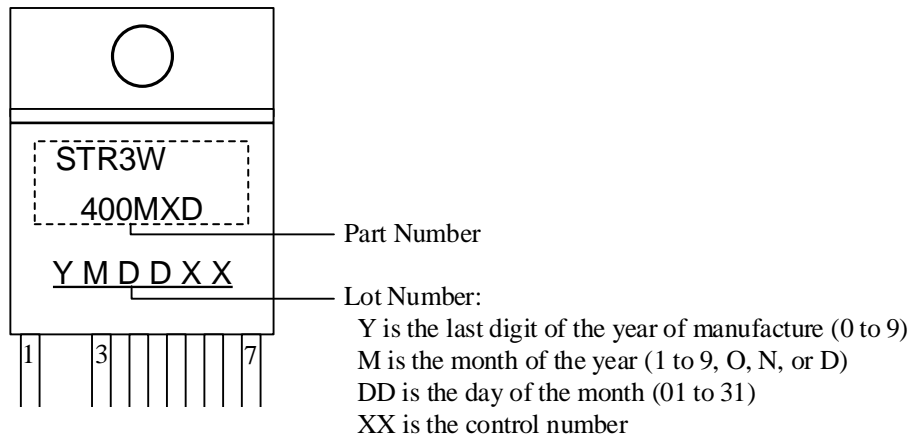 STR3W
400MXD
Part Number
Y M D D X X
Lot Number:
Y is the last digit of the year of manufacture (0 to 9)
M is the month of the year (1 to 9, O, N, or D)
DD is the day of the month (01 to 31)
XX is the control number
1 3 7